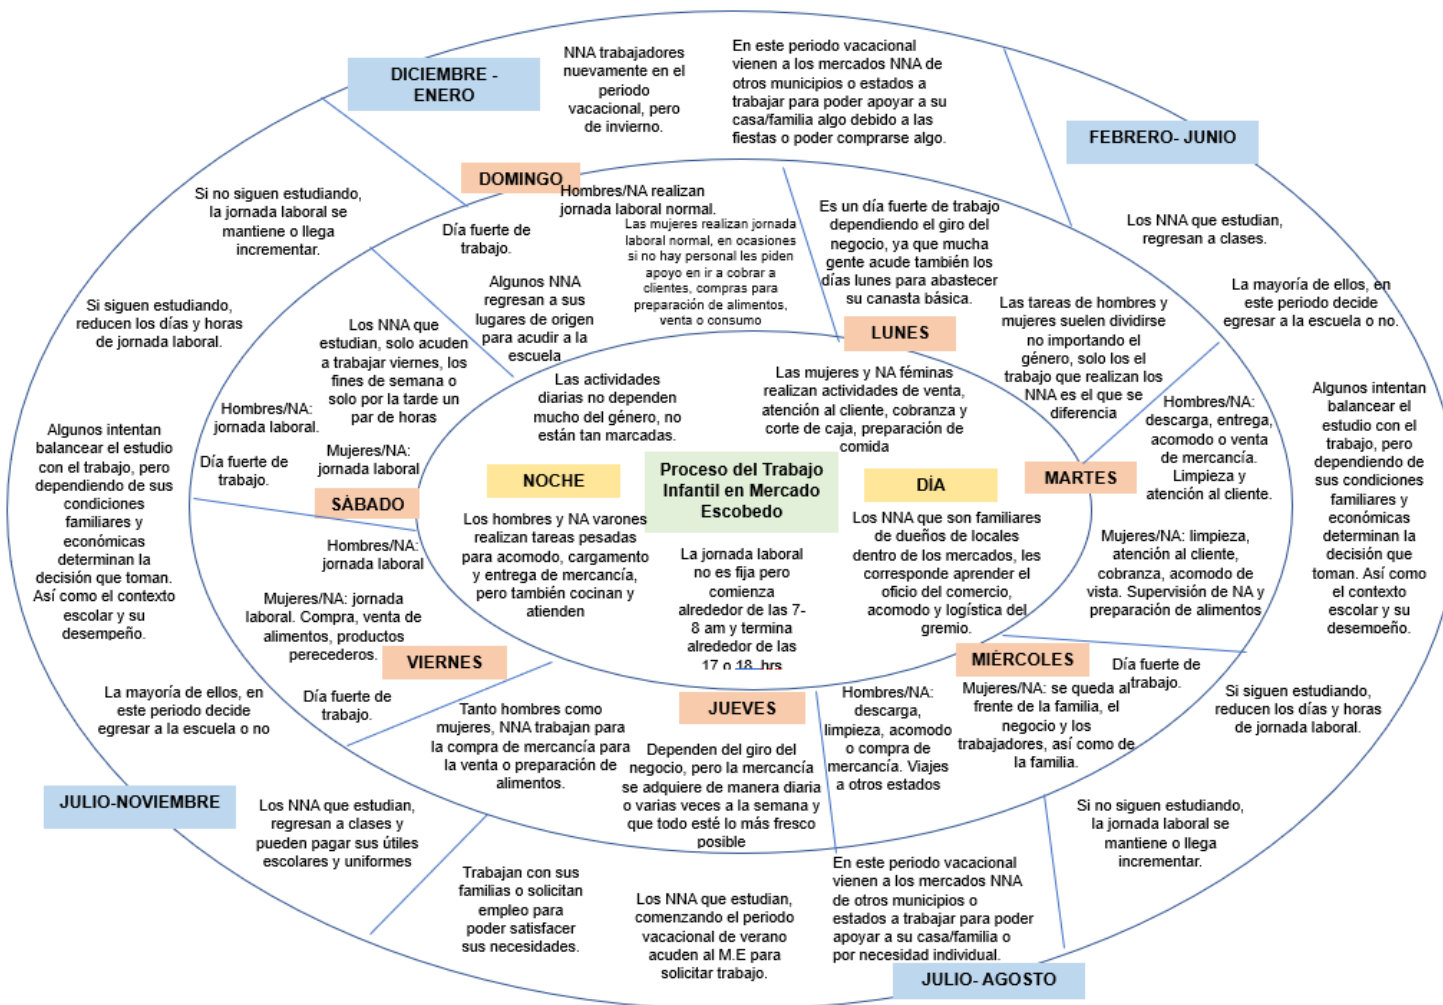 DICIEMBRE -
ENERO
NNA trabajadores
nuevamente en el
periodo
vacacional, pero
de invierno.
En este periodo vacacional
vienen a los mercados NNA de
otros municipios o estados a
trabajar para poder apoyar a su
casa/familia algo debido a las
fiestas o poder comprarse algo.
FEBRERO- JUNIO
Los NNA que estudian,
regresan a clases.
La mayoría de ellos, en
este periodo decide
egresar a la escuela o no.
Algunos intentan
balancear el
estudio con el
trabajo, pero
dependiendo de
sus condiciones
familiares y
económicas
determinan la
decisión que
toman. Así como
el contexto
escolar y su
desempeño.
Si siguen estudiando,
reducen los días y horas
de jornada laboral.
Si no siguen estudiando,
la jornada laboral se
mantiene o llega
incrementar.
JULIO- AGOSTO
En este periodo vacacional
vienen a los mercados NNA
de otros municipios o
estados a trabajar para poder
apoyar a su casa/familia o
por necesidad individual.
Los NNA que estudian,
comenzando el periodo
vacacional de verano
acuden al M.E para
solicitar trabajo.
Trabajan con sus
familias o solicitan
empleo para
poder satisfacer
sus necesidades.
JULIO-NOVIEMBRE
Los NNA que estudian,
regresan a clases y
pueden pagar sus útiles
escolares y uniformes
La mayoría de ellos, en
este periodo decide
egresar a la escuela o no
Algunos intentan
balancear el estudio
con el trabajo, pero
dependiendo de sus
condiciones
familiares y
económicas
determinan la
decisión que toman.
Así como el contexto
escolar y su
desempeño.
Si siguen estudiando,
reducen los días y horas
de jornada laboral.
Si no siguen estudiando,
la jornada laboral se
mantiene o llega
incrementar.
DOMINGO
Hombres/NA realizan
jornada laboral normal.
Día fuerte de
trabajo.
Las mujeres realizan jornada
laboral normal, en ocasiones
si no hay personal les piden
apoyo en ir a cobrar a
clientes, compras para
preparación de alimentos,
venta o consumo
Algunos NNA
regresan a sus
lugares de origen
para acudir a la
escuela
LUNES
Es un día fuerte de trabajo
dependiendo el giro del
negocio, ya que mucha
gente acude también los
días lunes para abastecer
su canasta básica.
Las tareas de hombres y
mujeres suelen dividirse
no importando el
género, solo los el
trabajo que realizan los
NNA es el que se
diferencia
MARTES
Hombres/NA:
descarga, entrega,
acomodo o venta
de mercancía.
Limpieza y
atención al cliente.
Mujeres/NA: limpieza,
atención al cliente,
cobranza, acomodo de
vista. Supervisión de NA y
preparación de alimentos
MIÉRCOLES
Día fuerte de
trabajo.
Mujeres/NA: se queda al
frente de la familia, el
negocio y los
trabajadores, así como de
la familia.
Hombres/NA:
descarga,
limpieza, acomodo
o compra de
mercancía. Viajes
a otros estados
JUEVES
Dependen del giro del
negocio, pero la mercancía
se adquiere de manera diaria
o varias veces a la semana y
que todo esté lo más fresco
posible
Tanto hombres como
mujeres, NNA trabajan para
la compra de mercancía para
la venta o preparación de
alimentos.
VIERNES
Día fuerte de
trabajo.
Mujeres/NA: jornada
laboral. Compra, venta de
alimentos, productos
perecederos.
Hombres/NA:
jornada laboral
SÀBADO
Día fuerte de
trabajo.
Mujeres/NA:
jornada laboral
Hombres/NA:
jornada laboral.
Los NNA que
estudian, solo acuden
a trabajar viernes, los
fines de semana o
solo por la tarde un
par de horas
Las actividades
diarias no dependen
mucho del género, no
están tan marcadas.
NOCHE
Los hombres y NA varones
realizan tareas pesadas
para acomodo, cargamento
y entrega de mercancía,
pero también cocinan y
atienden
Proceso del Trabajo
Infantil en Mercado
Escobedo
La jornada laboral
no es fija pero
comienza
alrededor de las 7-
8 am y termina
alrededor de las
17 o 18 hrs
Las mujeres y NA féminas
realizan actividades de venta,
atención al cliente, cobranza y
corte de caja, preparación de
comida
DÍA
Los NNA que son familiares
de dueños de locales
dentro de los mercados, les
corresponde aprender el
oficio del comercio,
acomodo y logística del
gremio.